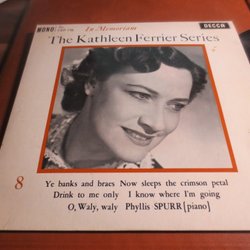 MONO
In Memoriam
DECCA
The Kathleen Ferrier Series
8
Ye banks and braes Now sleeps the crimson petal
Drink to me only I know where I'm going
O, Waly, waly Phyllis SPURR [piano]